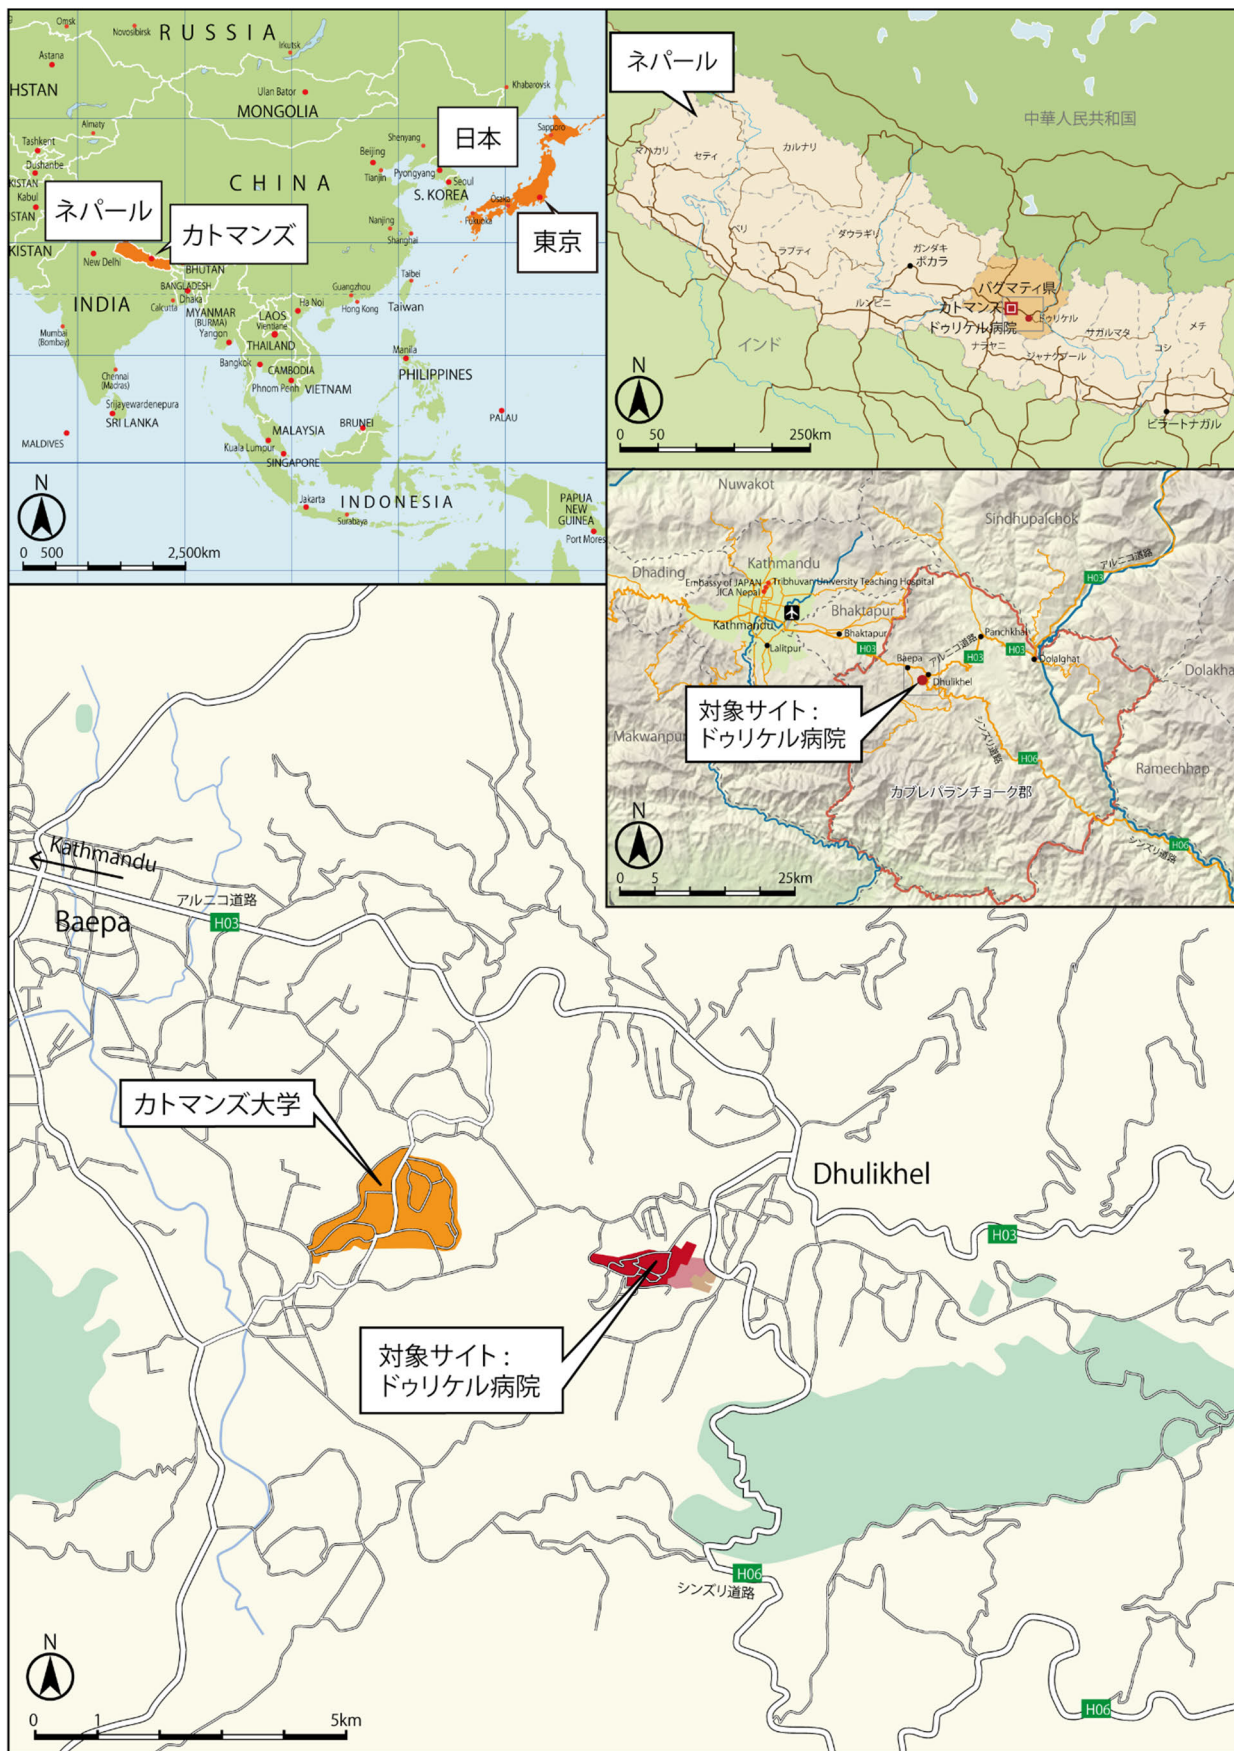 Omsk
Novosibirsk
RUSSIA
Irkutsk
Astana
HSTAN
Ulan Bator
MONGOLIA
Khabarovsk
Almaty
Tashkent
Dushanbe
KISTAN
Kabul
STAN
KISTAN
Shenyang
Beijing
Tianjin
Pyongyang
Seoul
S. KOREA
日本
Sapporo
Osaka
Fukuoka
東京
CHINA
Nanjing
Shanghai
ネパール
カトマンズ
New Delhi
BHUTAN
BANGLADESH
Dhaka
Calcutta
INDIA
MYANMAR
(BURMA)
Yangon
Guangzhou
Hong Kong
Taibei
Taiwan
Ha Noi
LAOS
Vientiane
THAILAND
Mumbai
(Bombay)
Bangkok
CAMBODIA
Phnom Penh
VIETNAM
Manila
PHILIPPINES
Chennai
(Madras)
Srijayewardenepura
SRI LANKA
MALDIVES
PALAU
BRUNEI
MALAYSIA
Kuala Lumpur
SINGAPORE
INDONESIA
Jakarta
Surabaya
PAPUA
NEW
GUINEA
Port Mores
N
0 500 2,500km
ネパール
中華人民共和国
マハカリ
セティ
カルナリ
ベリ
ラプティ
ダウラギリ
ガンダキ
ポカラ
ルンビニ
バグマティ県
カトマンズ
ドゥリケル
ドゥリケル病院
ナラヤニ
ジャナクプール
サガルマタ
コシ
メチ
インド
ビラートナガル
N
0 50 250km
Nuwakot
Sindhupalchok
アルニコ道路
H03
Dhading
Kathmandu
Embassy of JAPAN
Tribhuvan University Teaching Hospital
JICA Nepal
Bhaktapur
Kathmandu
Bhaktapur
Lalitpur
H03
Baepa
アルニコ道路
H03
Panchkhal
H03
Dolalghat
Dhulikhel
Dolakha
対象サイト：
ドゥリケル病院
Makwanpur
シンズリ道路
H06
Ramechhap
カブレパランチョーク郡
シンズリ道路
H06
N
0 5 25km
Kathmandu
アルニコ道路
H03
Baepa
カトマンズ大学
Dhulikhel
H03
対象サイト：
ドゥリケル病院
H06
シンズリ道路
H06
N
0 1 5km